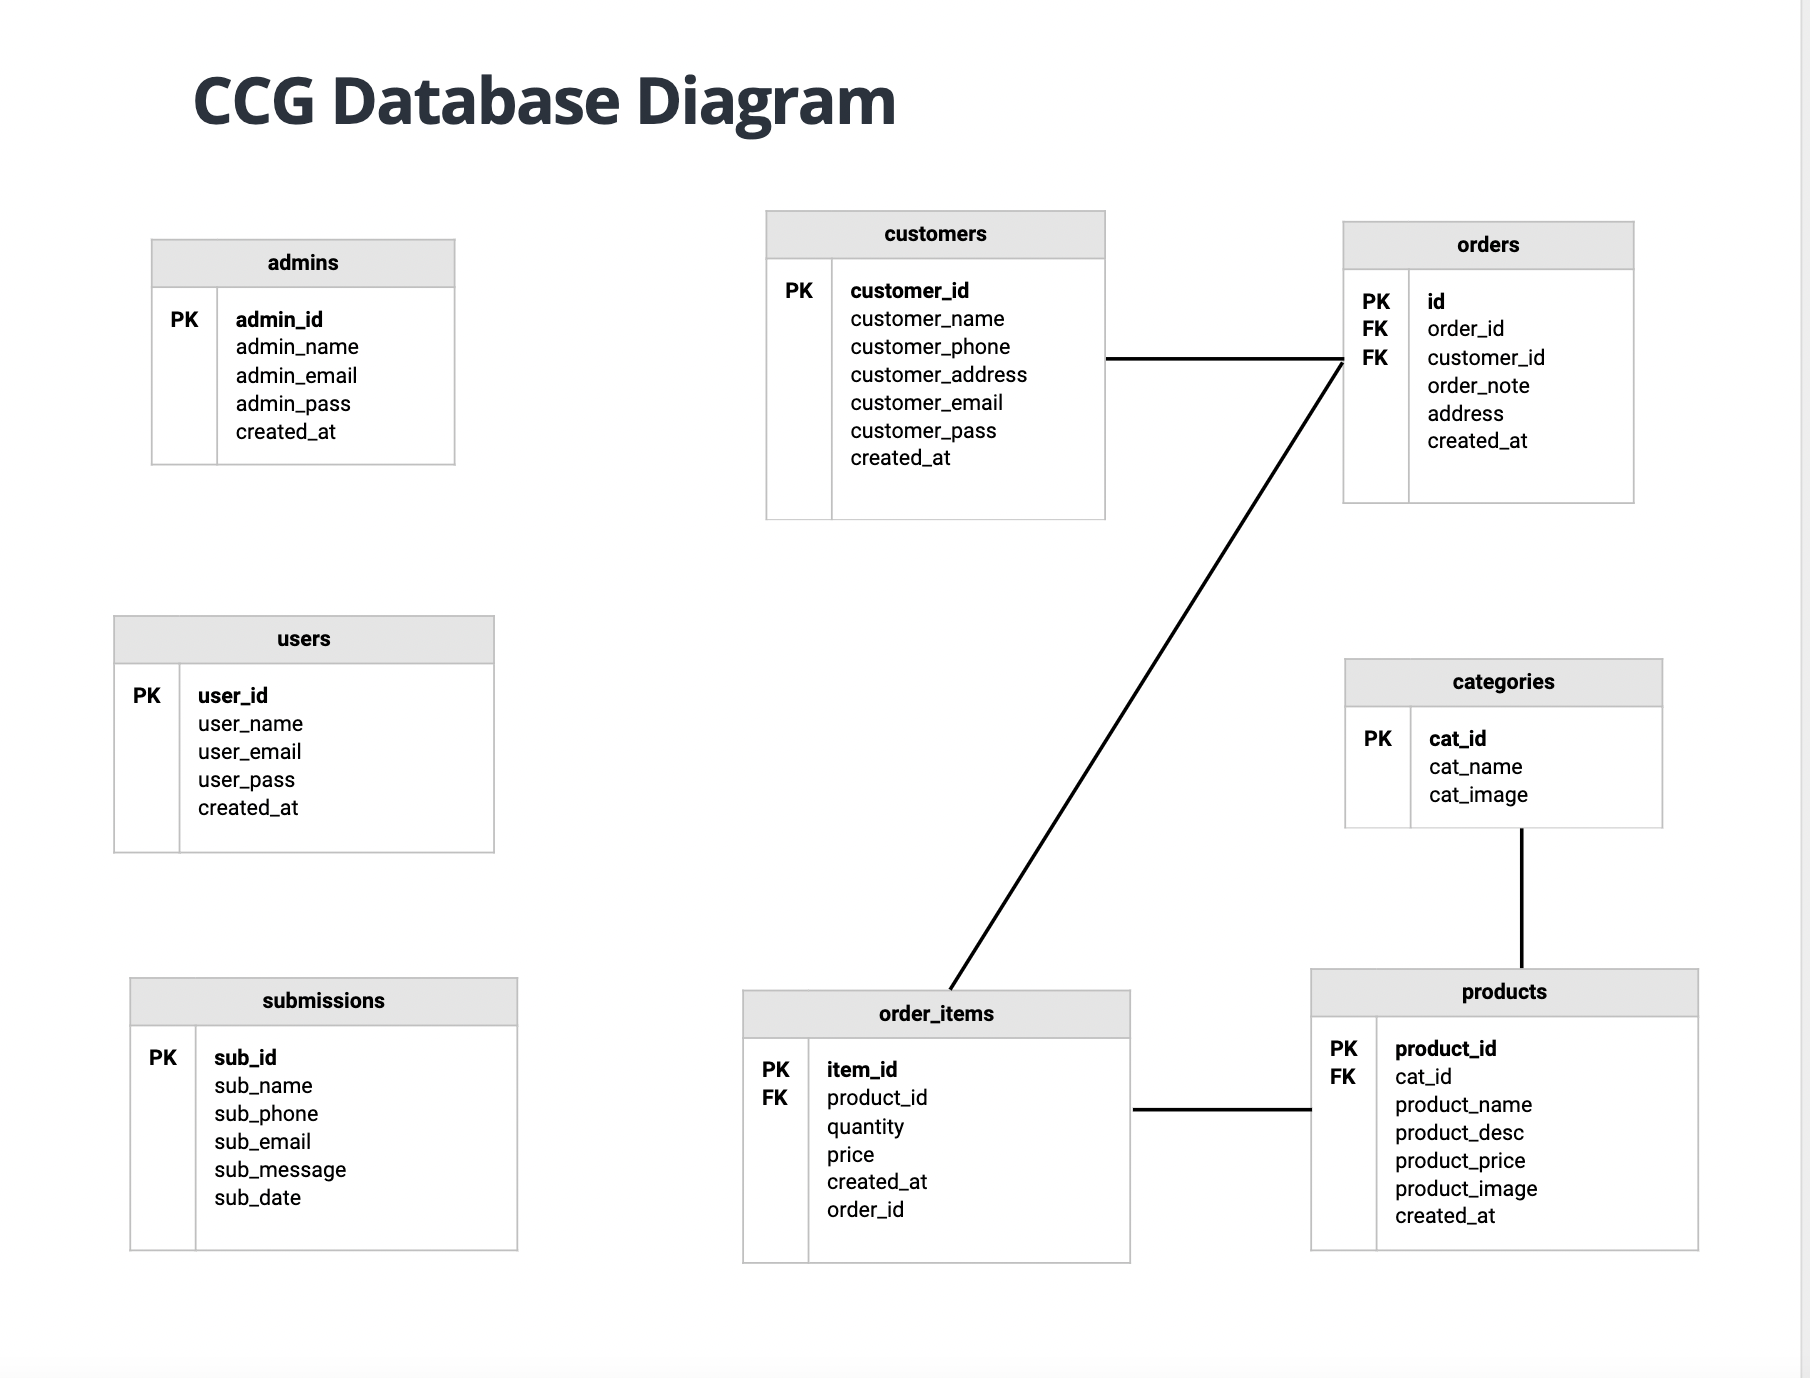 CCG Database Diagram
admins
PK admin_id
admin_name
admin_email
admin_pass
created_at
customers
PK customer_id
customer_name
customer_phone
customer_address
customer_email
customer_pass
created_at
orders
PK id
FK order_id
FK customer_id
order_note
address
created_at
users
PK user_id
user_name
user_email
user_pass
created_at
categories
PK cat_id
cat_name
cat_image
submissions
PK sub_id
sub_name
sub_phone
sub_email
sub_message
sub_date
order_items
PK item_id
FK product_id
quantity
price
created_at
order_id
products
PK product_id
FK cat_id
product_name
product_desc
product_price
product_image
created_at